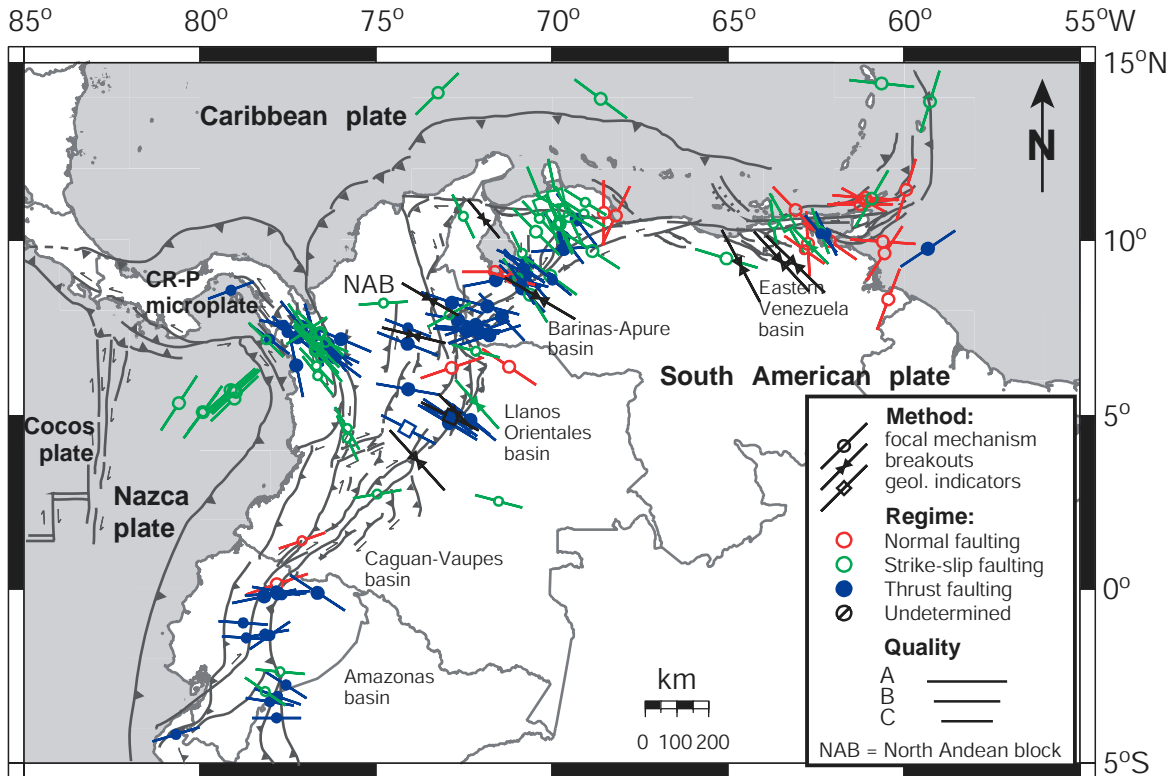 85°W
80°
75°
70°
65°
60°
55°W
15°N
Caribbean plate
N
10°
CR-P
microplate
NAB
Eastern
Venezuela
basin
Barinas-Apure
basin
South American plate
Llanos
Orientales
basin
5°
Cocos
plate
Nazca
plate
Caguan-Vaupes
basin
0°
Amazonas
basin
km
0 100 200
5°S
Method:
focal mechanism
breakouts
geol. indicators
Regime:
Normal faulting
Strike-slip faulting
Thrust faulting
Undetermined
Quality
A
B
C
NAB = North Andean block